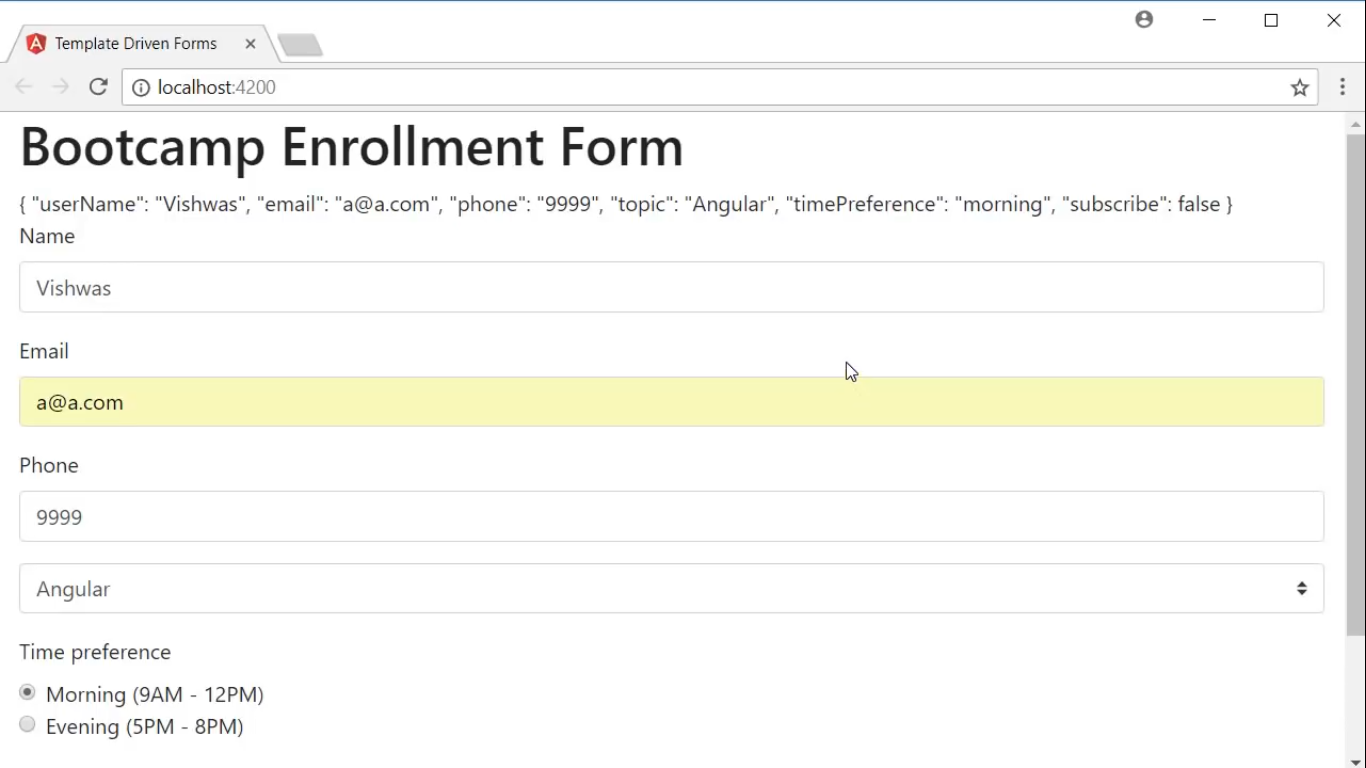 Template Driven Forms
localhost:4200
Bootcamp Enrollment Form
{ "userName": "Vishwas", "email": "a@a.com", "phone": "9999", "topic": "Angular", "timePreference": "morning", "subscribe": false }
Name
Vishwas
Email
a@a.com
Phone
9999
Angular
Time preference
Morning (9AM - 12PM)
Evening (5PM - 8PM)